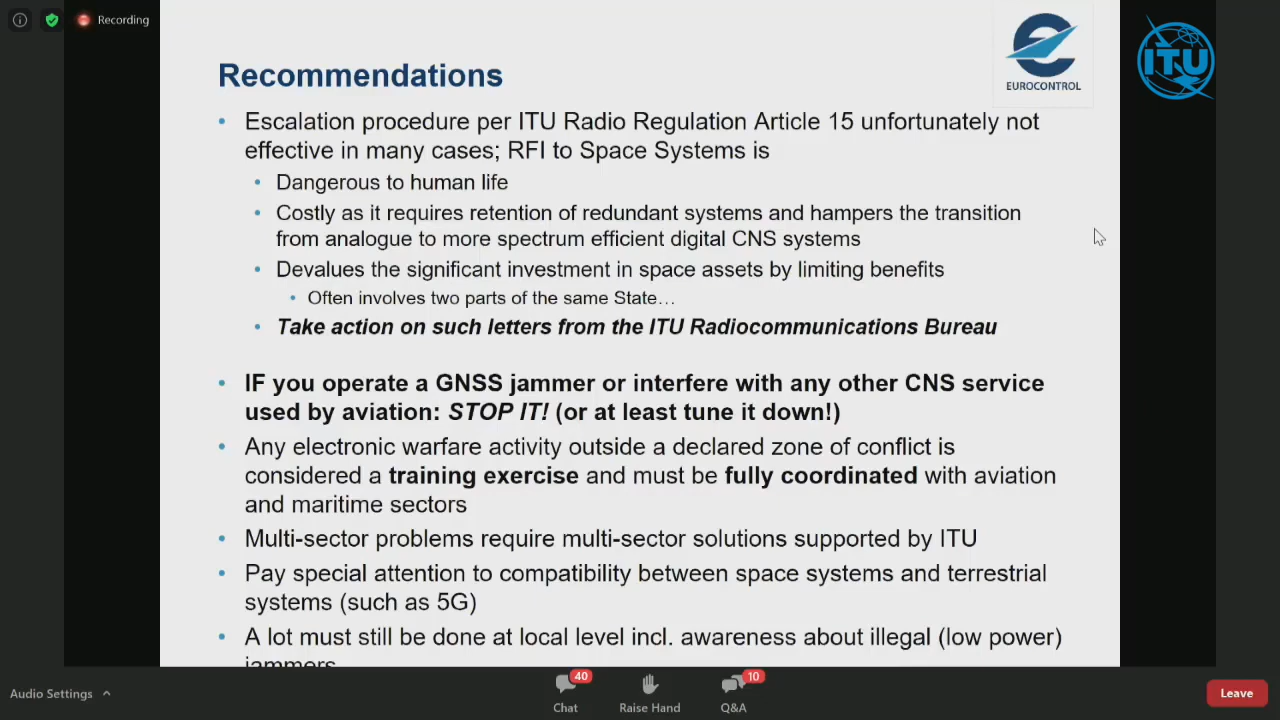 Recording
Recommendations
EUROCONTROL
ITU
• Escalation procedure per ITU Radio Regulation Article 15 unfortunately not
effective in many cases; RFI to Space Systems is
• Dangerous to human life
• Costly as it requires retention of redundant systems and hampers the transition
from analogue to more spectrum efficient digital CNS systems
• Devalues the significant investment in space assets by limiting benefits
• Often involves two parts of the same State…
• Take action on such letters from the ITU Radiocommunications Bureau
• IF you operate a GNSS jammer or interfere with any other CNS service
used by aviation: STOP IT! (or at least tune it down!)
• Any electronic warfare activity outside a declared zone of conflict is
considered a training exercise and must be fully coordinated with aviation
and maritime sectors
• Multi-sector problems require multi-sector solutions supported by ITU
• Pay special attention to compatibility between space systems and terrestrial
systems (such as 5G)
• A lot must still be done at local level incl. awareness about illegal (low power)
jammers
Audio Settings
40
Chat
Raise Hand
10
Q&A
Leave